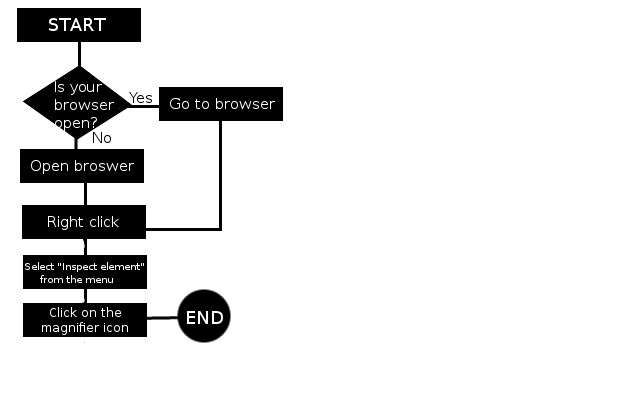 START
Is your
browser
open?
Yes
Go to browser
No
Open broswer
Right click
Select "Inspect element"
from the menu
Click on the
magnifier icon
END